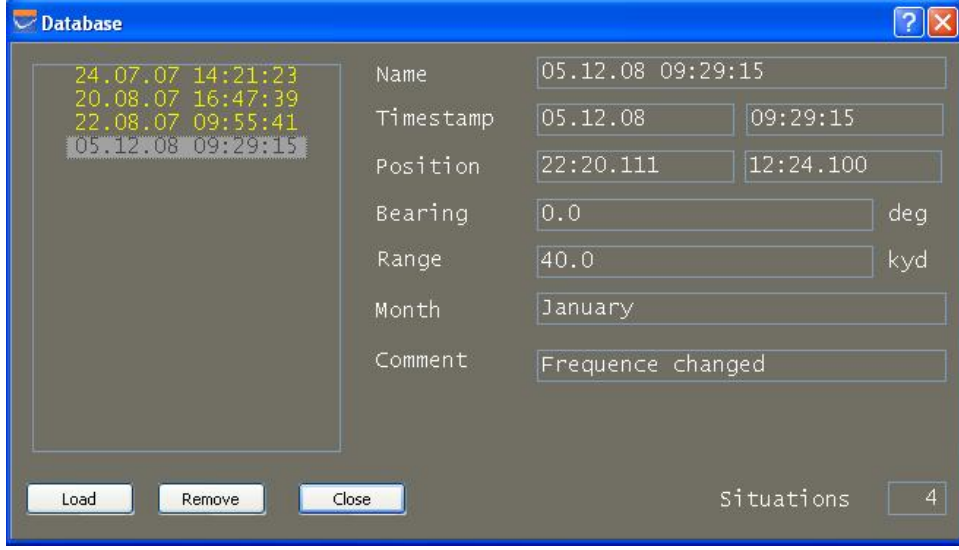 Database
24.07.07 14:21:23
20.08.07 16:47:39
22.08.07 09:55:41
05.12.08 09:29:15
Name 05.12.08 09:29:15
Timestamp 05.12.08 09:29:15
Position 22:20.111 12:24.100
Bearing 0.0 deg
Range 40.0 kyd
Month January
Comment Frequence changed
Load Remove Close Situations 4